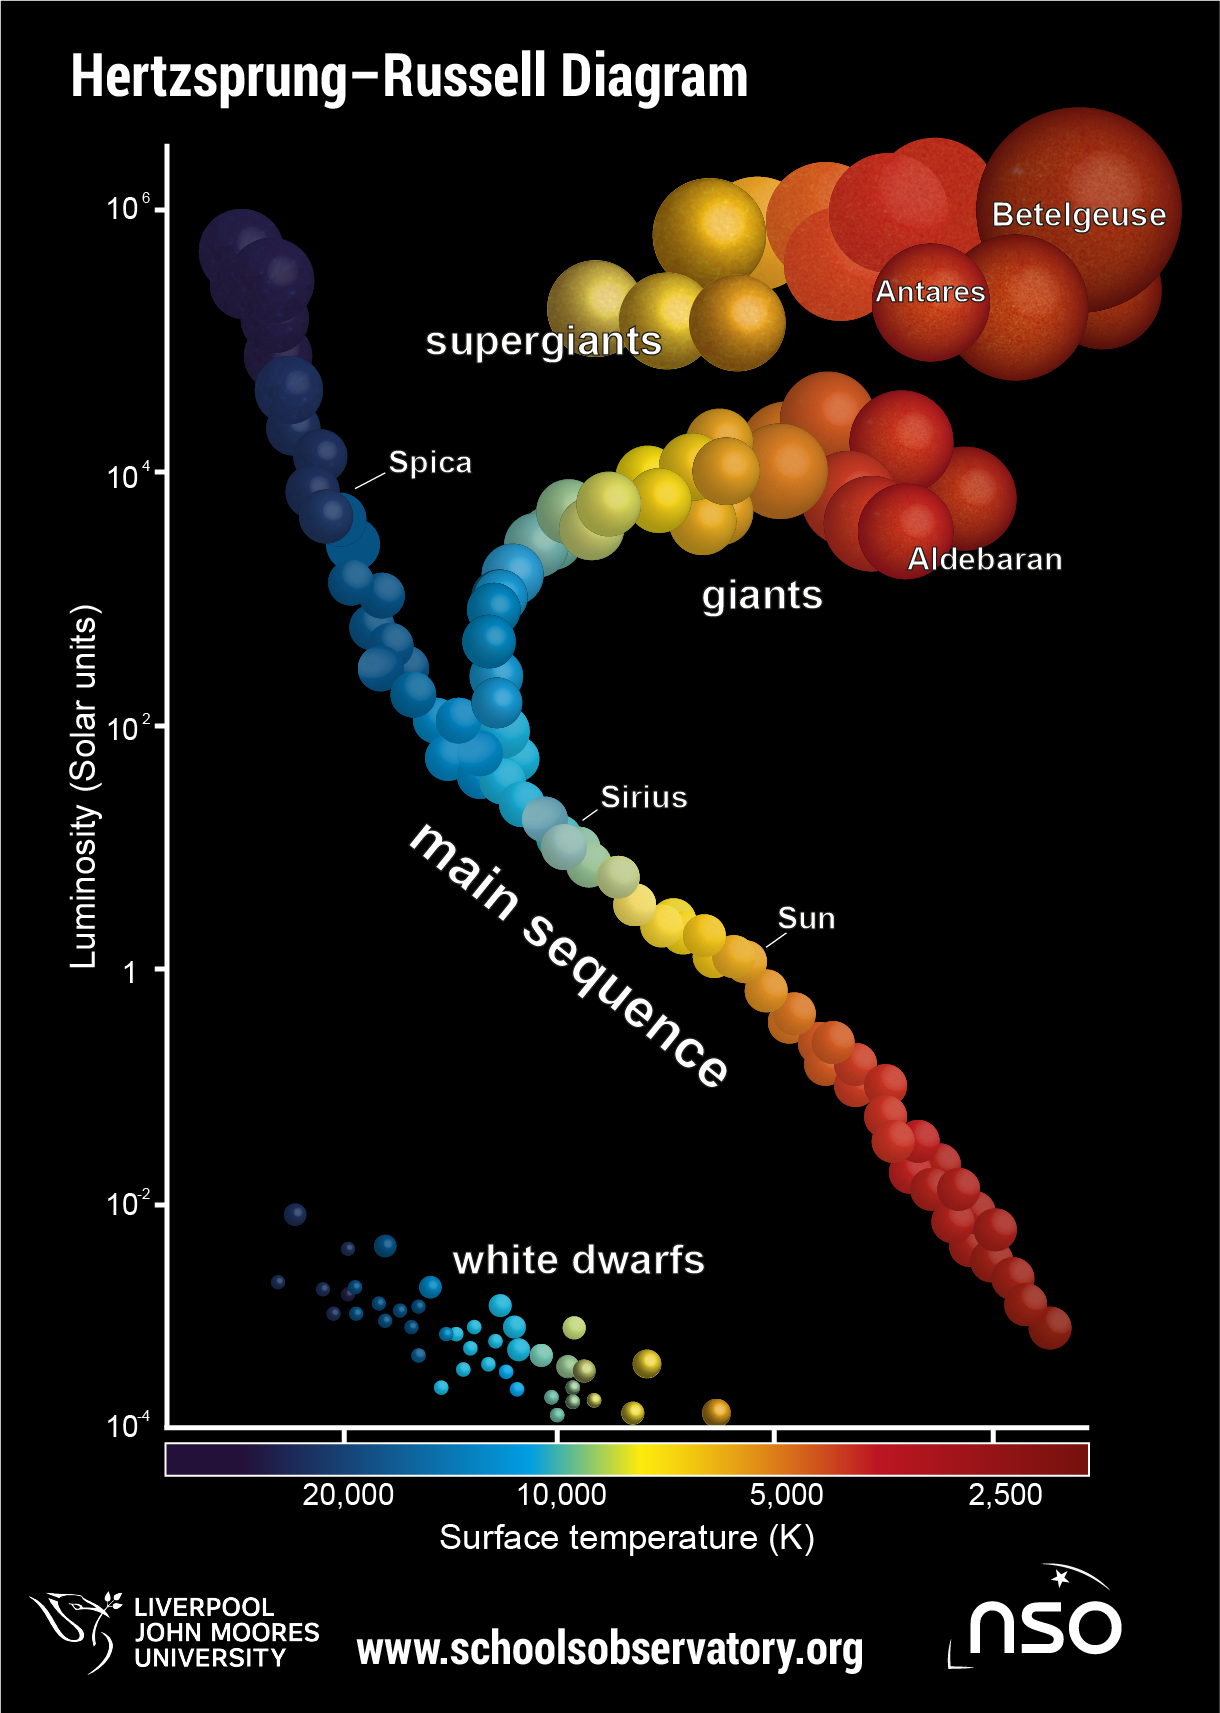 Hertzsprung–Russell Diagram
10⁶
Betelgeuse
Antares
supergiants
Spica
10⁴
Aldebaran
giants
Luminosity (Solar units)
10²
Sirius
main sequence
Sun
1
10⁻²
white dwarfs
10⁻⁴
20,000 10,000 5,000 2,500
Surface temperature (K)
LIVERPOOL
JOHN MOORES
UNIVERSITY
www.schoolsobservatory.org
nso